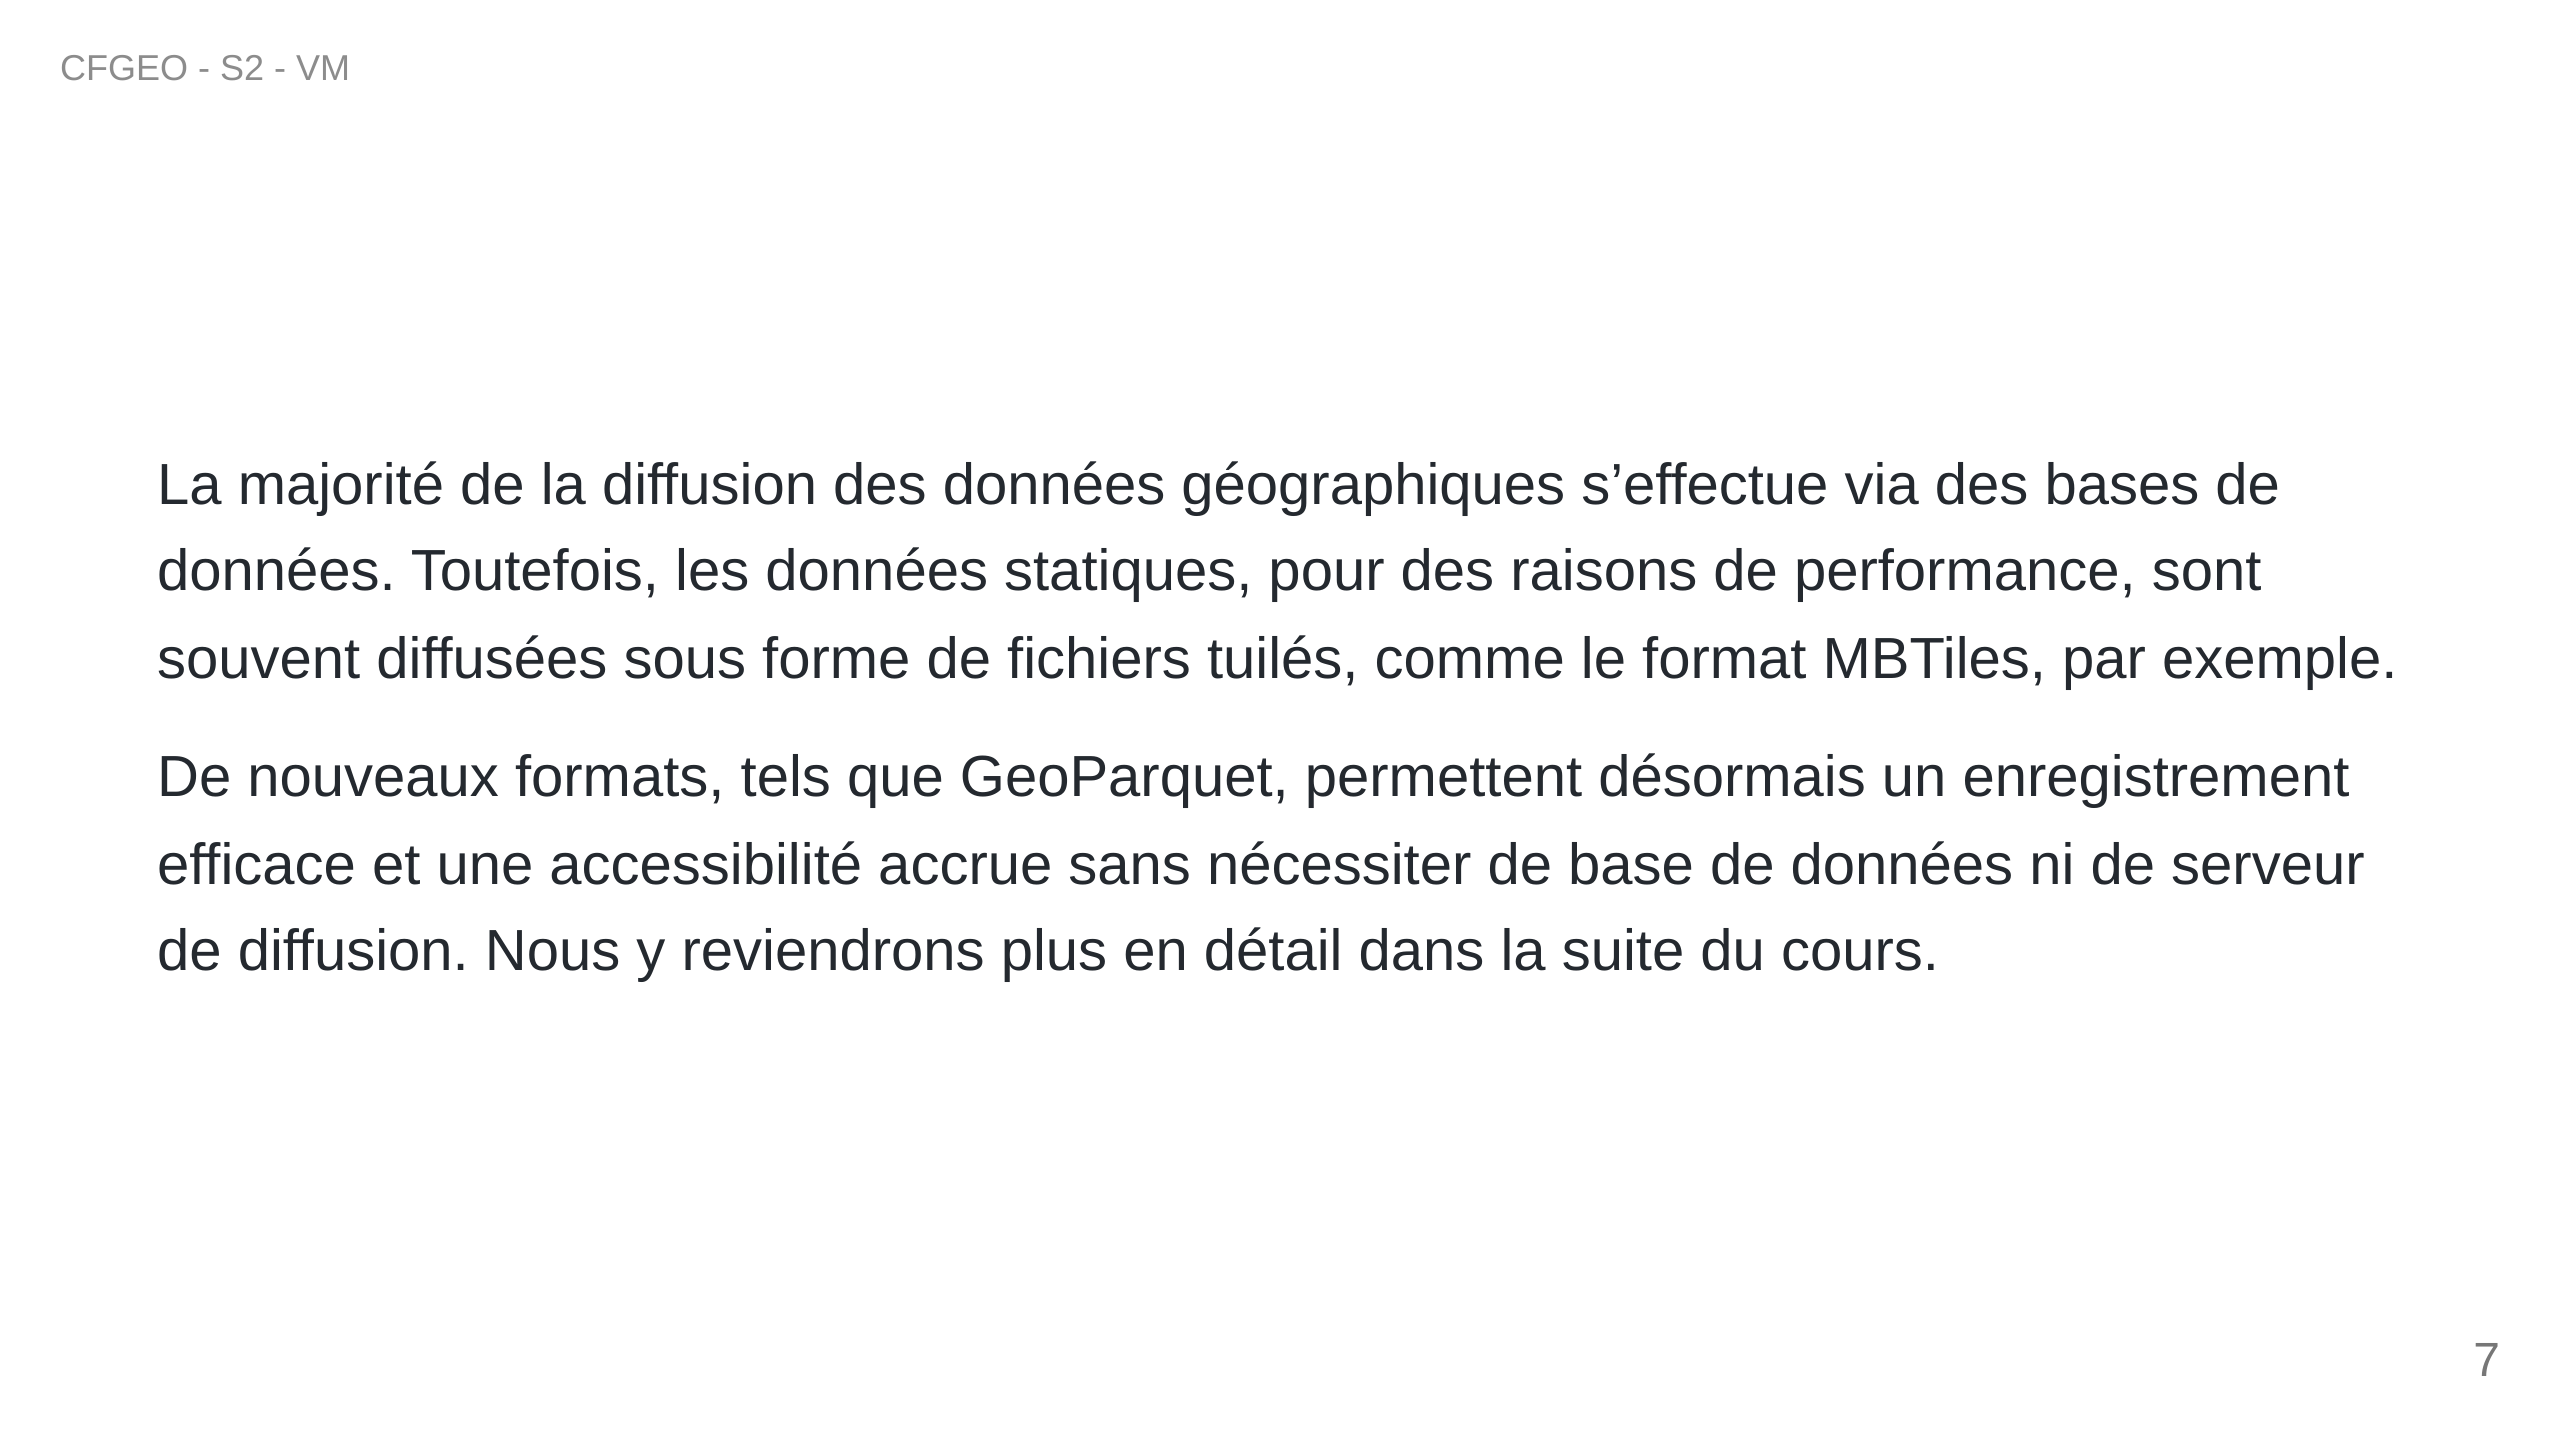 CFGEO - S2 - VM
La majorité de la diffusion des données géographiques s’effectue via des bases de
données. Toutefois, les données statiques, pour des raisons de performance, sont
souvent diffusées sous forme de fichiers tuilés, comme le format MBTiles, par exemple.
De nouveaux formats, tels que GeoParquet, permettent désormais un enregistrement
efficace et une accessibilité accrue sans nécessiter de base de données ni de serveur
de diffusion. Nous y reviendrons plus en détail dans la suite du cours.
7